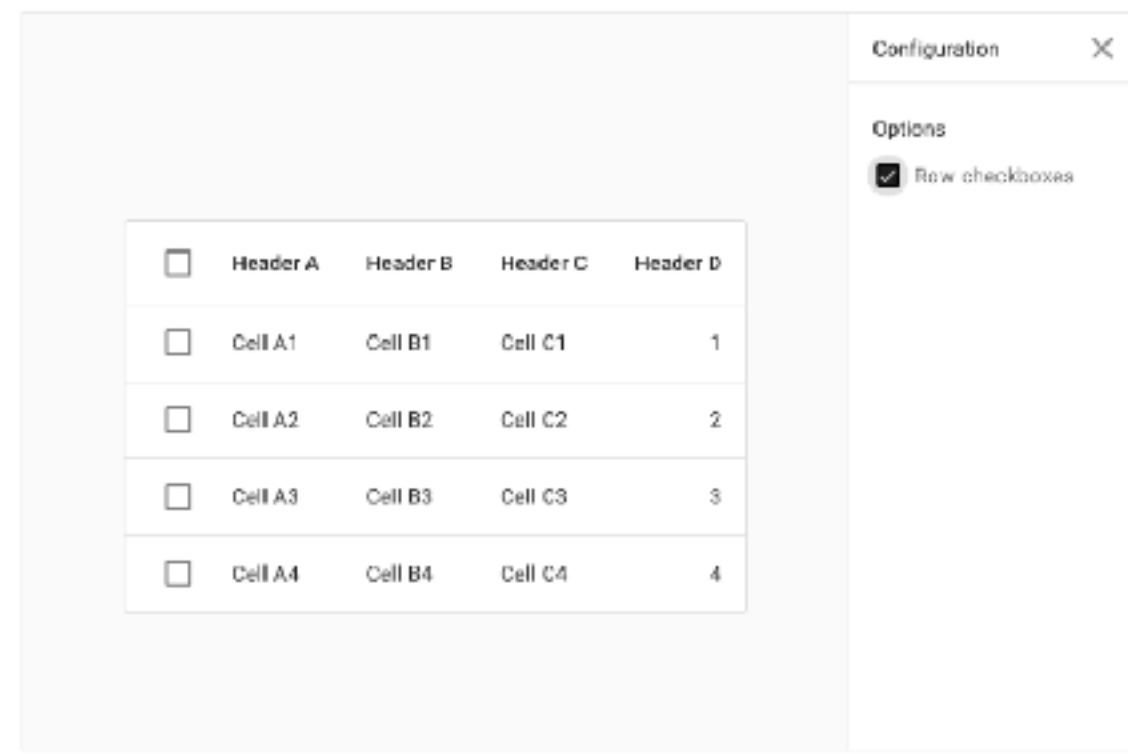 Configuration
Options
Row checkboxes
Header A Header B Header C Header D
Cell A1 Cell B1 Cell C1 1
Cell A2 Cell B2 Cell C2 2
Cell A3 Cell B3 Cell C3 3
Cell A4 Cell B4 Cell C4 4